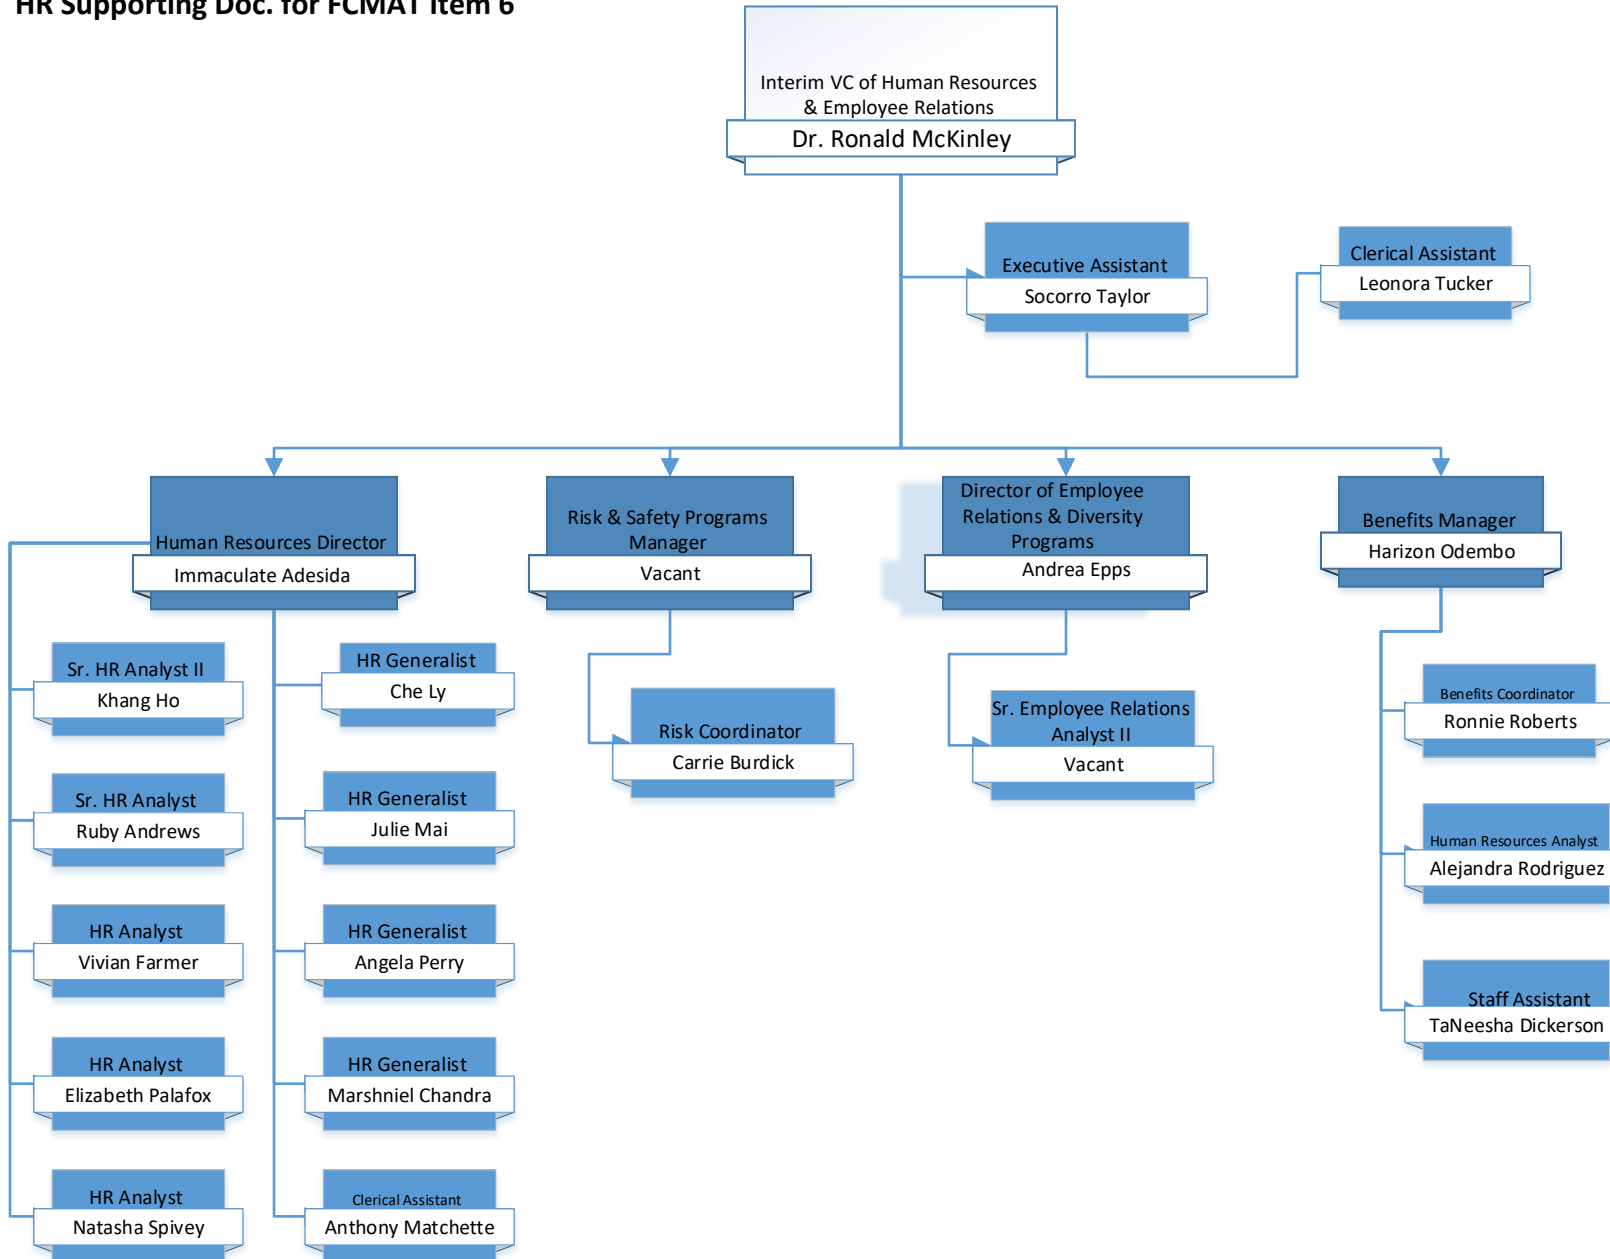 HR Supporting Doc. for FCMAT Item 6
Interim VC of Human Resources
& Employee Relations
Dr. Ronald McKinley
Executive Assistant
Socorro Taylor
Clerical Assistant
Leonora Tucker
Human Resources Director
Immaculate Adesida
Risk & Safety Programs
Manager
Vacant
Director of Employee
Relations & Diversity
Programs
Andrea Epps
Benefits Manager
Harizon Odembo
Sr. HR Analyst II
Khang Ho
Sr. HR Analyst
Ruby Andrews
HR Analyst
Vivian Farmer
HR Analyst
Elizabeth Palafox
HR Analyst
Natasha Spivey
HR Generalist
Che Ly
HR Generalist
Julie Mai
HR Generalist
Angela Perry
HR Generalist
Marshniel Chandra
Clerical Assistant
Anthony Matchette
Risk Coordinator
Carrie Burdick
Sr. Employee Relations
Analyst II
Vacant
Benefits Coordinator
Ronnie Roberts
Human Resources Analyst
Alejandra Rodriguez
Staff Assistant
TaNeesha Dickerson